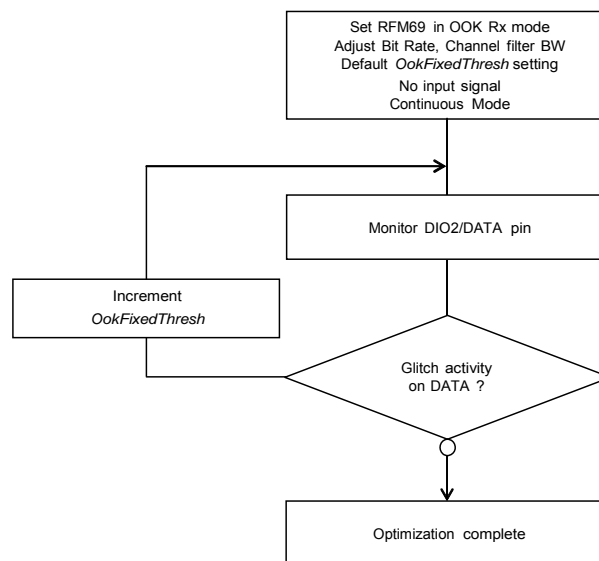 Set RFM69 in OOK Rx mode
Adjust Bit Rate, Channel filter BW
Default OokFixedThresh setting
No input signal
Continuous Mode
Monitor DIO2/DATA pin
Increment
OokFixedThresh
Glitch activity
on DATA ?
Optimization complete